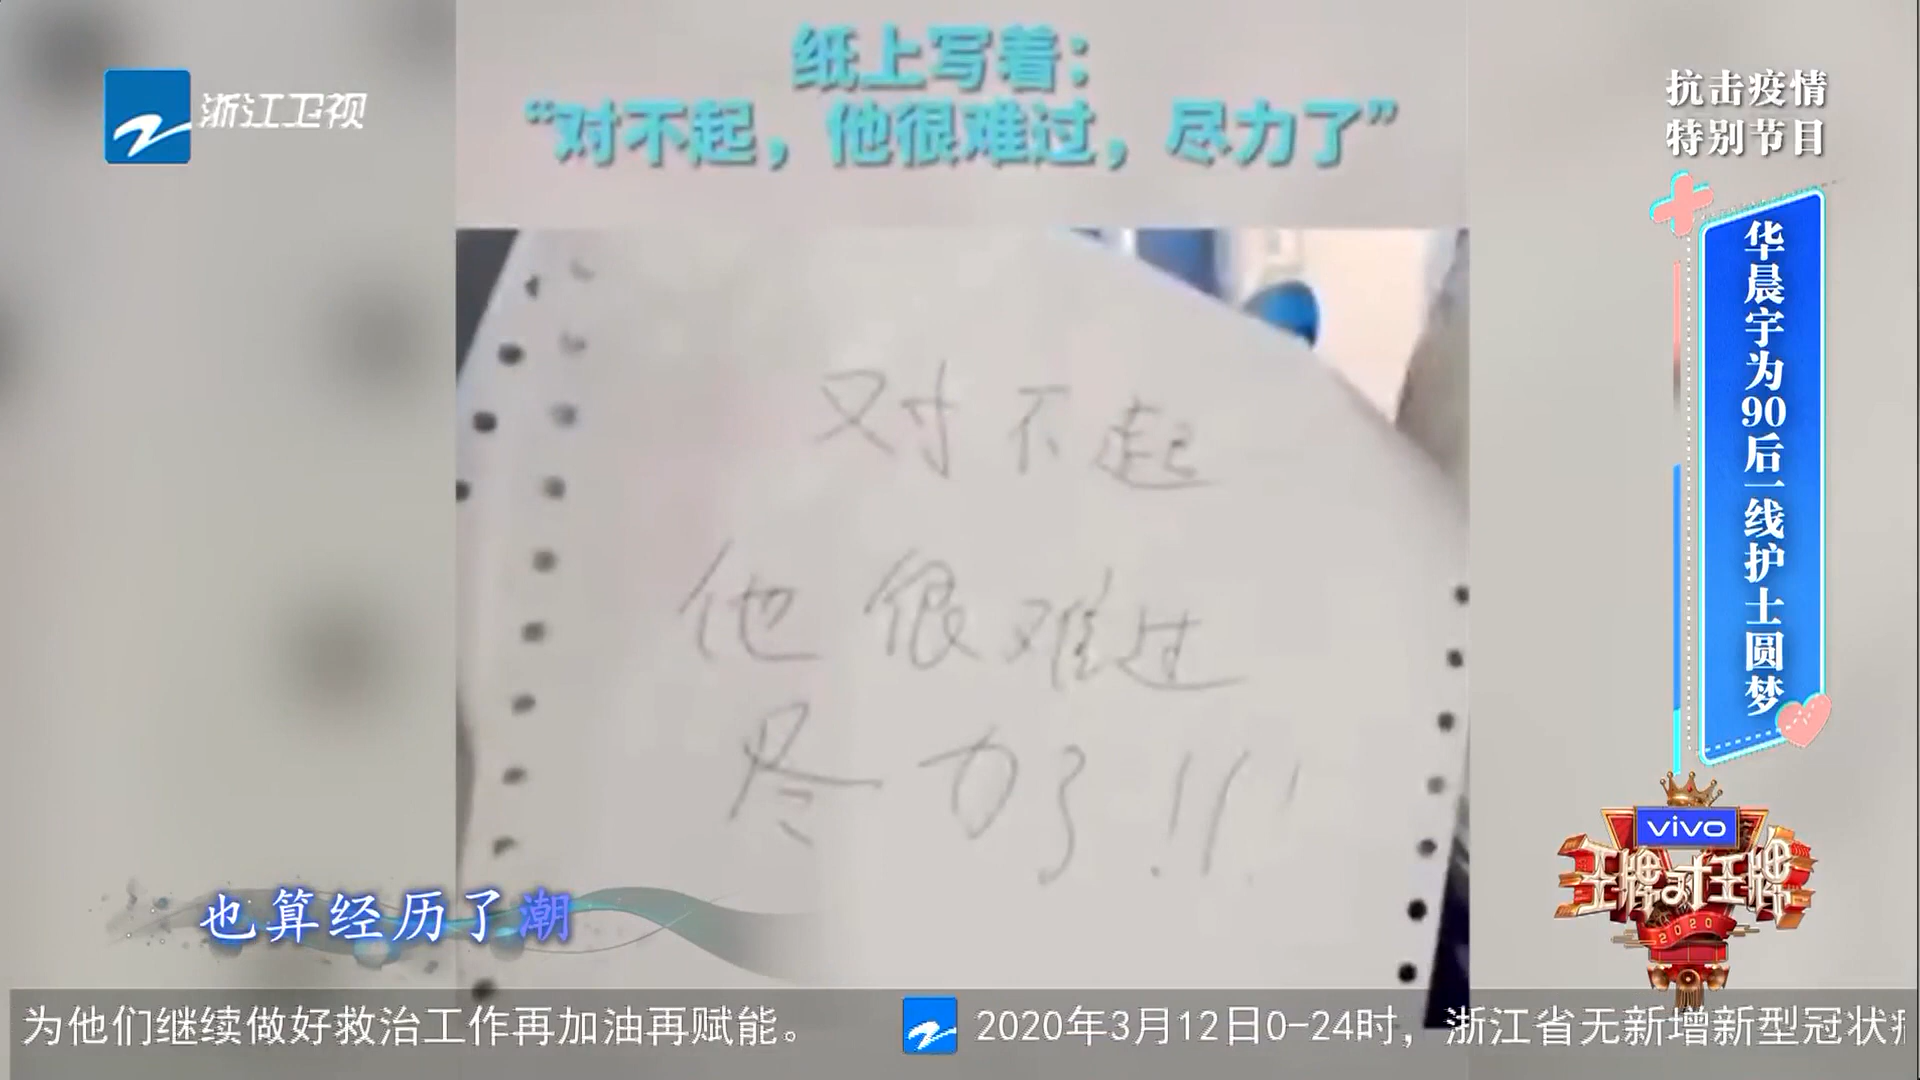 纸上写着：
“对不起，他很难过，尽力了”
浙江卫视
抗击疫情
特别节目
华晨宇为90后一线护士圆梦
对不起
他很难过
尽力了!!!
vivo
王牌对王牌
2020
也算经历了潮
为他们继续做好救治工作再加油再赋能。
2020年3月12日0-24时，浙江省无新增新型冠状